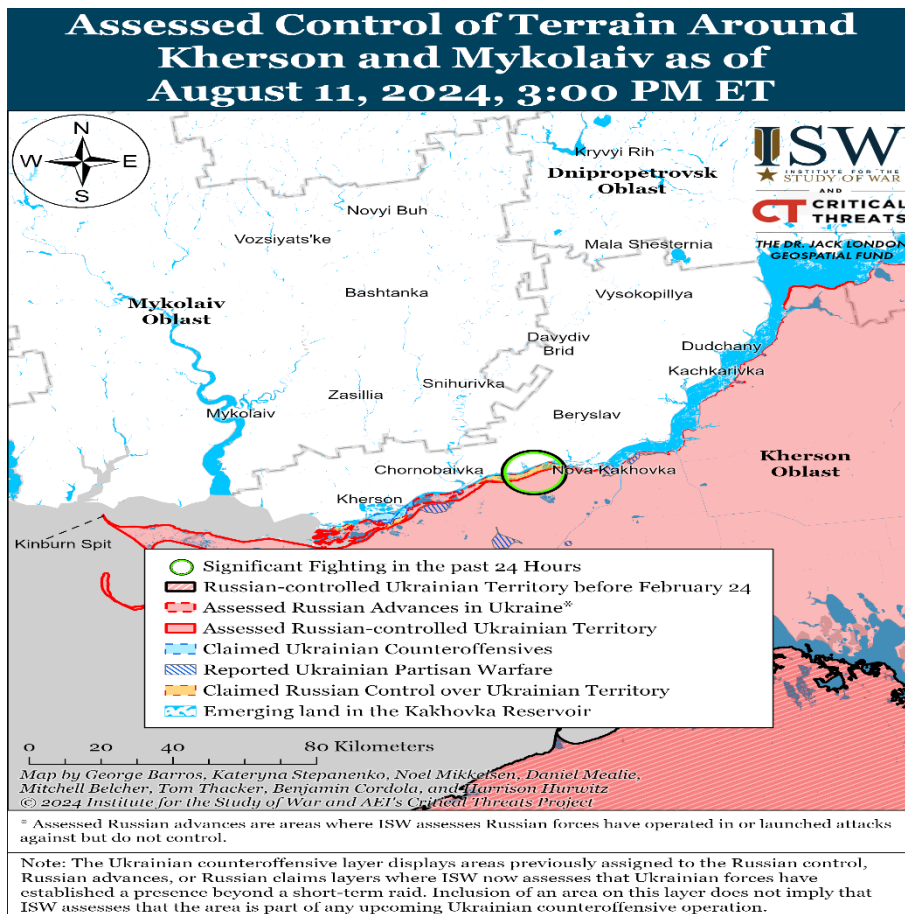 Assessed Control of Terrain Around
Kherson and Mykolaiv as of
August 11, 2024, 3:00 PM ET
N
W E
S
ISW
INSTITUTE FOR THE
STUDY OF WAR
AND
CT CRITICAL
THREATS
THE DR. JACK LONDON
GEOSPATIAL FUND
Kryvyi Rih
Dnipropetrovsk
Oblast
Novyi Buh
Vozsiyats'ke
Mala Shesternia
Bashtanka
Vysokopillya
Mykolaiv
Oblast
Davydiv
Brid
Dudchany
Kachkarivka
Snihurivka
Zasillia
Mykolaiv
Beryslav
Kherson
Oblast
Chornobaivka
Nova Kakhovka
Kherson
Kinburn Spit
Significant Fighting in the past 24 Hours
Russian-controlled Ukrainian Territory before February 24
Assessed Russian Advances in Ukraine*
Assessed Russian-controlled Ukrainian Territory
Claimed Ukrainian Counteroffensives
Reported Ukrainian Partisan Warfare
Claimed Russian Control over Ukrainian Territory
Emerging land in the Kakhovka Reservoir
0 20 40 80 Kilometers
Map by George Barros, Kateryna Stepanenko, Noel Mikkelsen, Daniel Mealie,
Mitchell Belcher, Tom Thacker, Benjamin Cordola, and Harrison Hurwitz
© 2024 Institute for the Study of War and AEI's Critical Threats Project
* Assessed Russian advances are areas where ISW assesses Russian forces have operated in or launched attacks
against but do not control.
Note: The Ukrainian counteroffensive layer displays areas previously assigned to the Russian control,
Russian advances, or Russian claims layers where ISW now assesses that Ukrainian forces have
established a presence beyond a short-term raid. Inclusion of an area on this layer does not imply that
ISW assesses that the area is part of any upcoming Ukrainian counteroffensive operation.